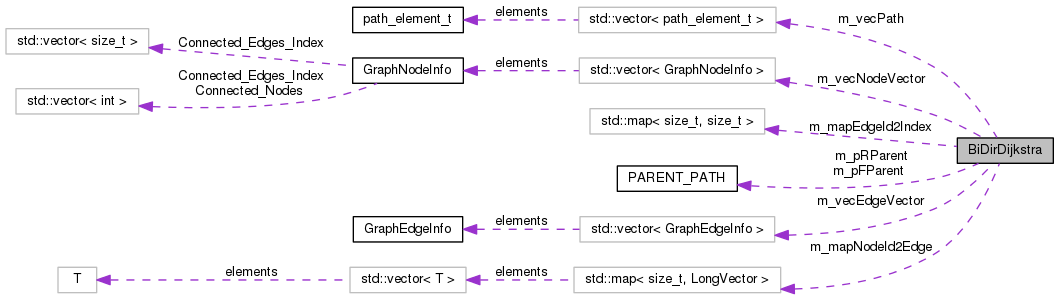 path_element_t
elements
std::vector< path_element_t >
m_vecPath
std::vector< size_t >
Connected_Edges_Index
GraphNodeInfo
elements
std::vector< GraphNodeInfo >
m_vecNodeVector
Connected_Edges_Index
Connected_Nodes
std::vector< int >
std::map< size_t, size_t >
m_mapEdgeId2Index
BiDirDijkstra
m_pRParent
m_pFParent
PARENT_PATH
m_vecEdgeVector
GraphEdgeInfo
elements
std::vector< GraphEdgeInfo >
m_mapNodeId2Edge
T
elements
std::vector< T >
elements
std::map< size_t, LongVector >